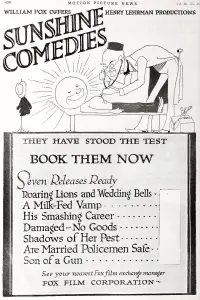 MOTION PICTURE NEWS
WILLIAM FOX OFFERS
HENRY LEHRMAN PRODUCTIONS
SUNSHINE
COMEDIES
THEY HAVE STOOD THE TEST
BOOK THEM NOW
Seven Releases Ready
Roaring Lions and Wedding Bells
A Milk-Fed Vamp
His Smashing Career
Damaged—No Goods
Shadows of Her Pest
Are Married Policemen Safe
Son of a Gun
See your nearest Fox film exchange manager
FOX FILM CORPORATION